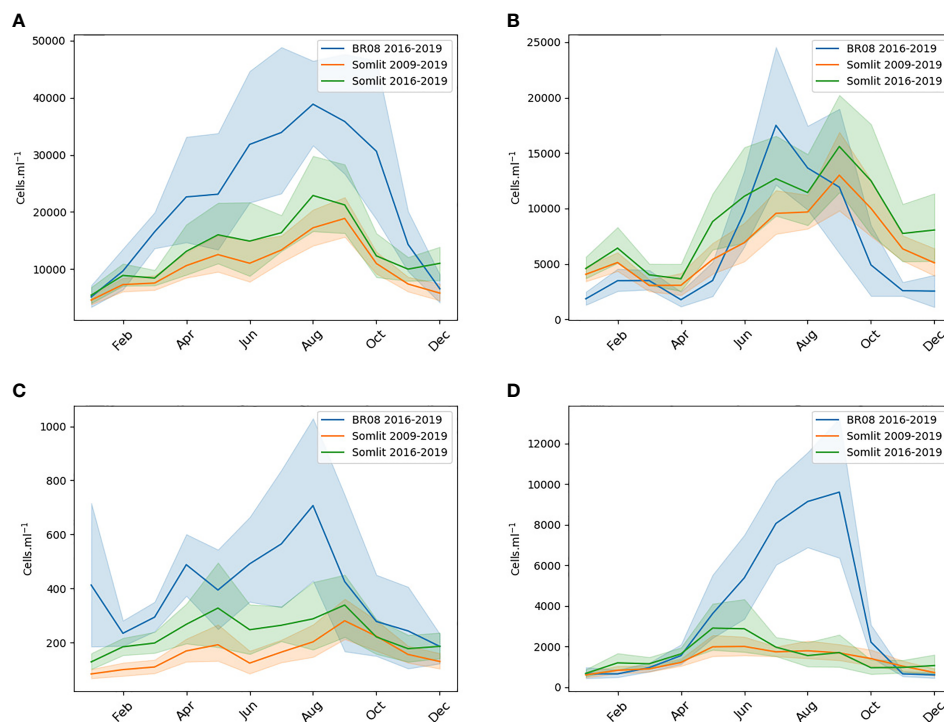 A
B
50000
40000
30000
20000
10000
Cells.ml⁻¹
BR08 2016-2019
Somlit 2009-2019
Somlit 2016-2019
Feb
Apr
Jun
Aug
Oct
Dec
25000
20000
15000
10000
5000
0
Cells.ml⁻¹
BR08 2016-2019
Somlit 2009-2019
Somlit 2016-2019
Feb
Apr
Jun
Aug
Oct
Dec
C
D
1000
800
600
400
200
Cells.ml⁻¹
BR08 2016-2019
Somlit 2009-2019
Somlit 2016-2019
Feb
Apr
Jun
Aug
Oct
Dec
12000
10000
8000
6000
4000
2000
0
Cells.ml⁻¹
BR08 2016-2019
Somlit 2009-2019
Somlit 2016-2019
Feb
Apr
Jun
Aug
Oct
Dec